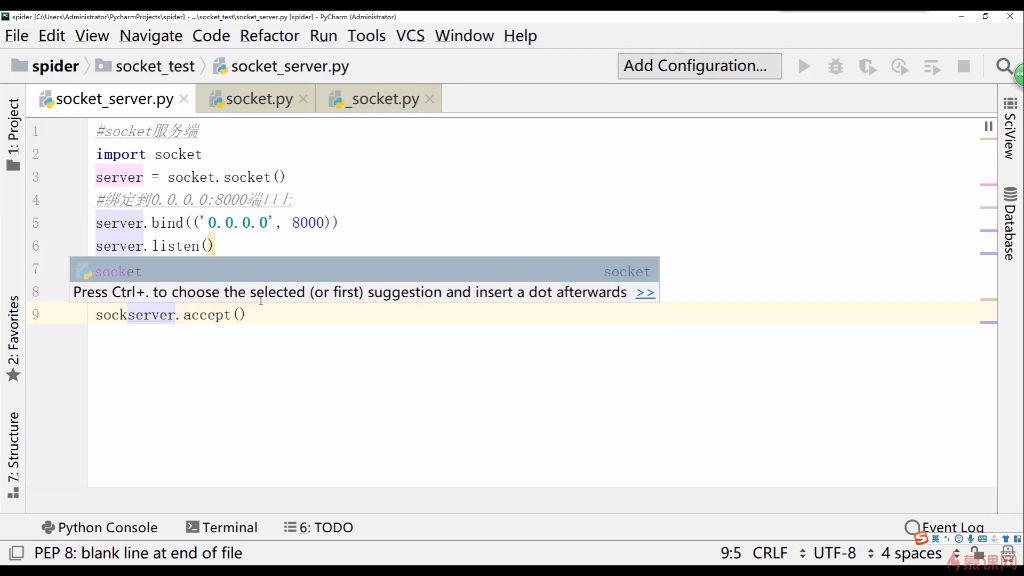 spider [C:\Users\Administrator\PycharmProjects\spider] - ...\socket_test\socket_server.py [spider] - PyCharm (Administrator)
File Edit View Navigate Code Refactor Run Tools VCS Window Help
spider socket_test socket_server.py Add Configuration...
socket_server.py socket.py _socket.py
1: Project
2: Favorites
7: Structure
SciView
Database
1 #socket服务端
2 import socket
3 server = socket.socket()
4 #绑定到0.0.0.0:8000端口上
5 server.bind(('0.0.0.0', 8000))
6 server.listen()
7 socket socket
8 Press Ctrl+. to choose the selected (or first) suggestion and insert a dot afterwards >>
9 sockserver.accept()
Python Console Terminal 6: TODO Event Log
英
PEP 8: blank line at end of file 9:5 CRLF UTF-8 4 spaces
慕课网